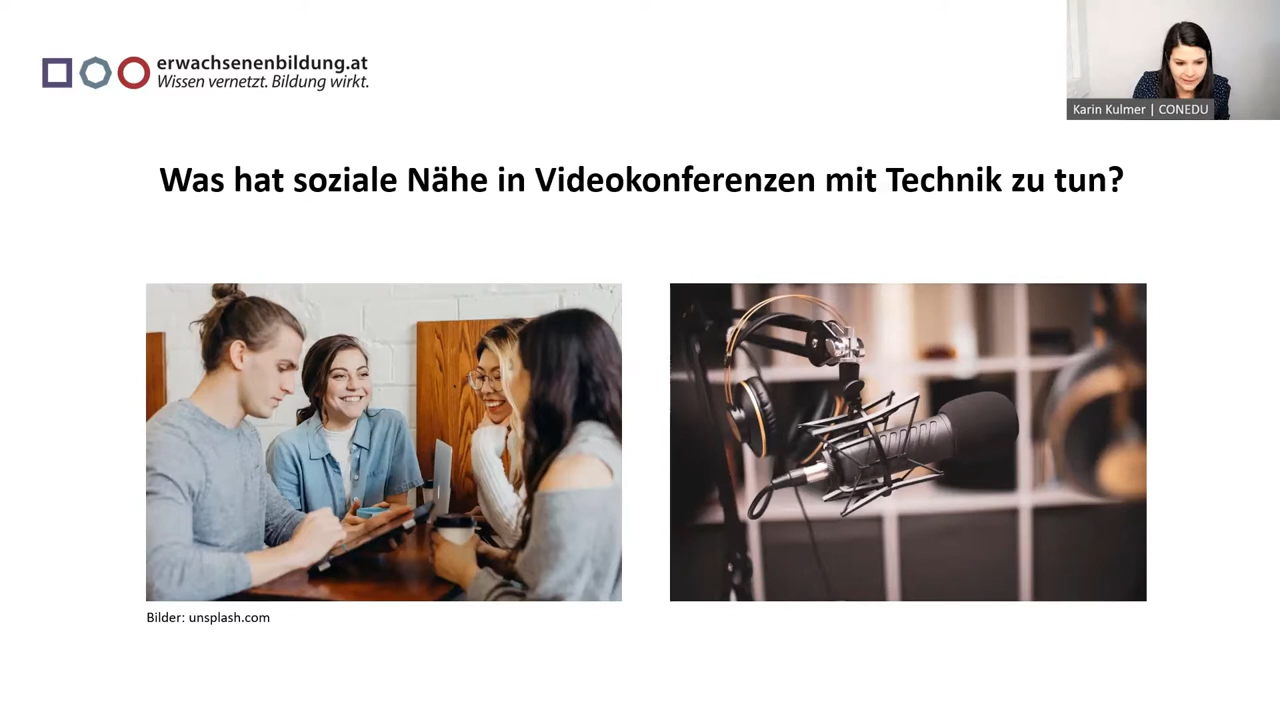 erwachsenenbildung.at
Wissen vernetzt. Bildung wirkt.
Karin Kulmer | CONEDU
Was hat soziale Nähe in Videokonferenzen mit Technik zu tun?
Bilder: unsplash.com